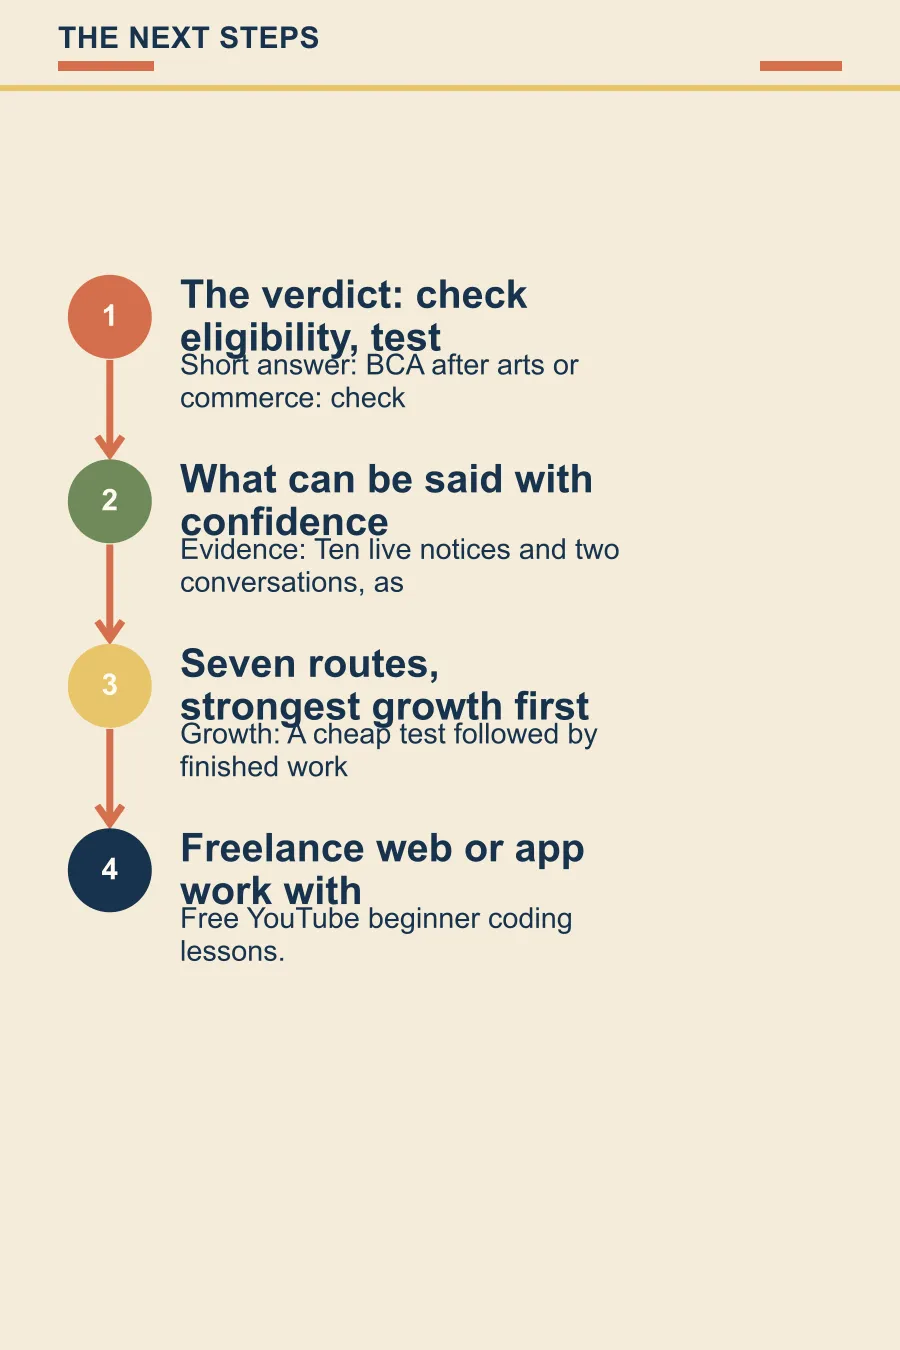 THE NEXT STEPS
1
The verdict: check
eligibility, test
Short answer: BCA after arts or
commerce: check
2
What can be said with
confidence
Evidence: Ten live notices and two
conversations, as
3
Seven routes,
strongest growth first
Growth: A cheap test followed by
finished work
4
Freelance web or app
work with
Free YouTube beginner coding
lessons.